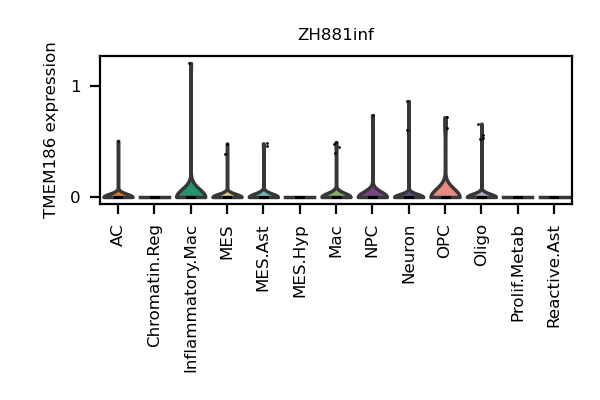 ZH881inf
TMEM186 expression
1
0
AC
Chromatin.Reg
Inflammatory.Mac
MES
MES.Ast
MES.Hyp
Mac
NPC
Neuron
OPC
Oligo
Prolif.Metab
Reactive.Ast